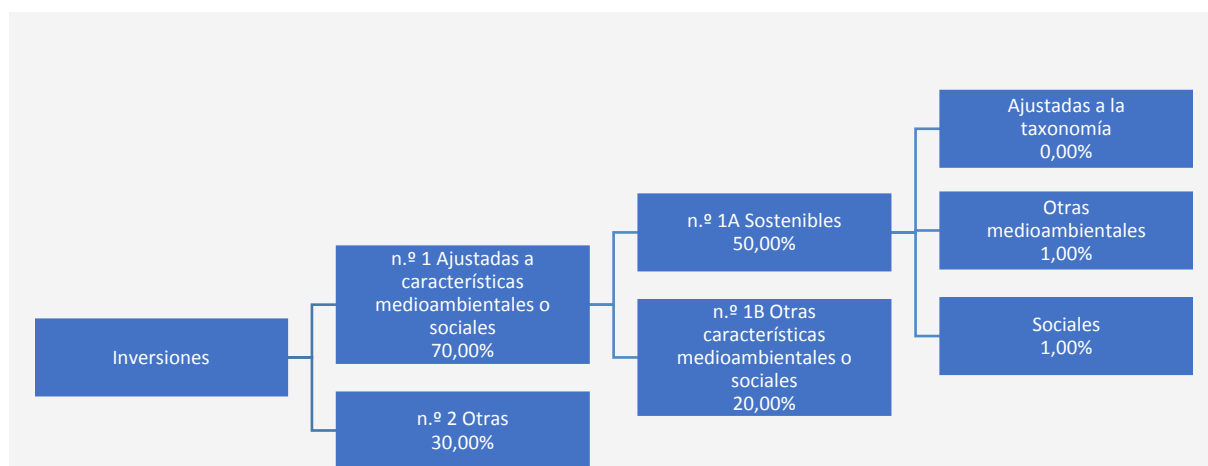 Inversiones
n.º 1 Ajustadas a
características
medioambientales o
sociales
70,00%
n.º 2 Otras
30,00%
n.º 1A Sostenibles
50,00%
n.º 1B Otras
características
medioambientales o
sociales
20,00%
Ajustadas a la
taxonomía
0,00%
Otras
medioambientales
1,00%
Sociales
1,00%